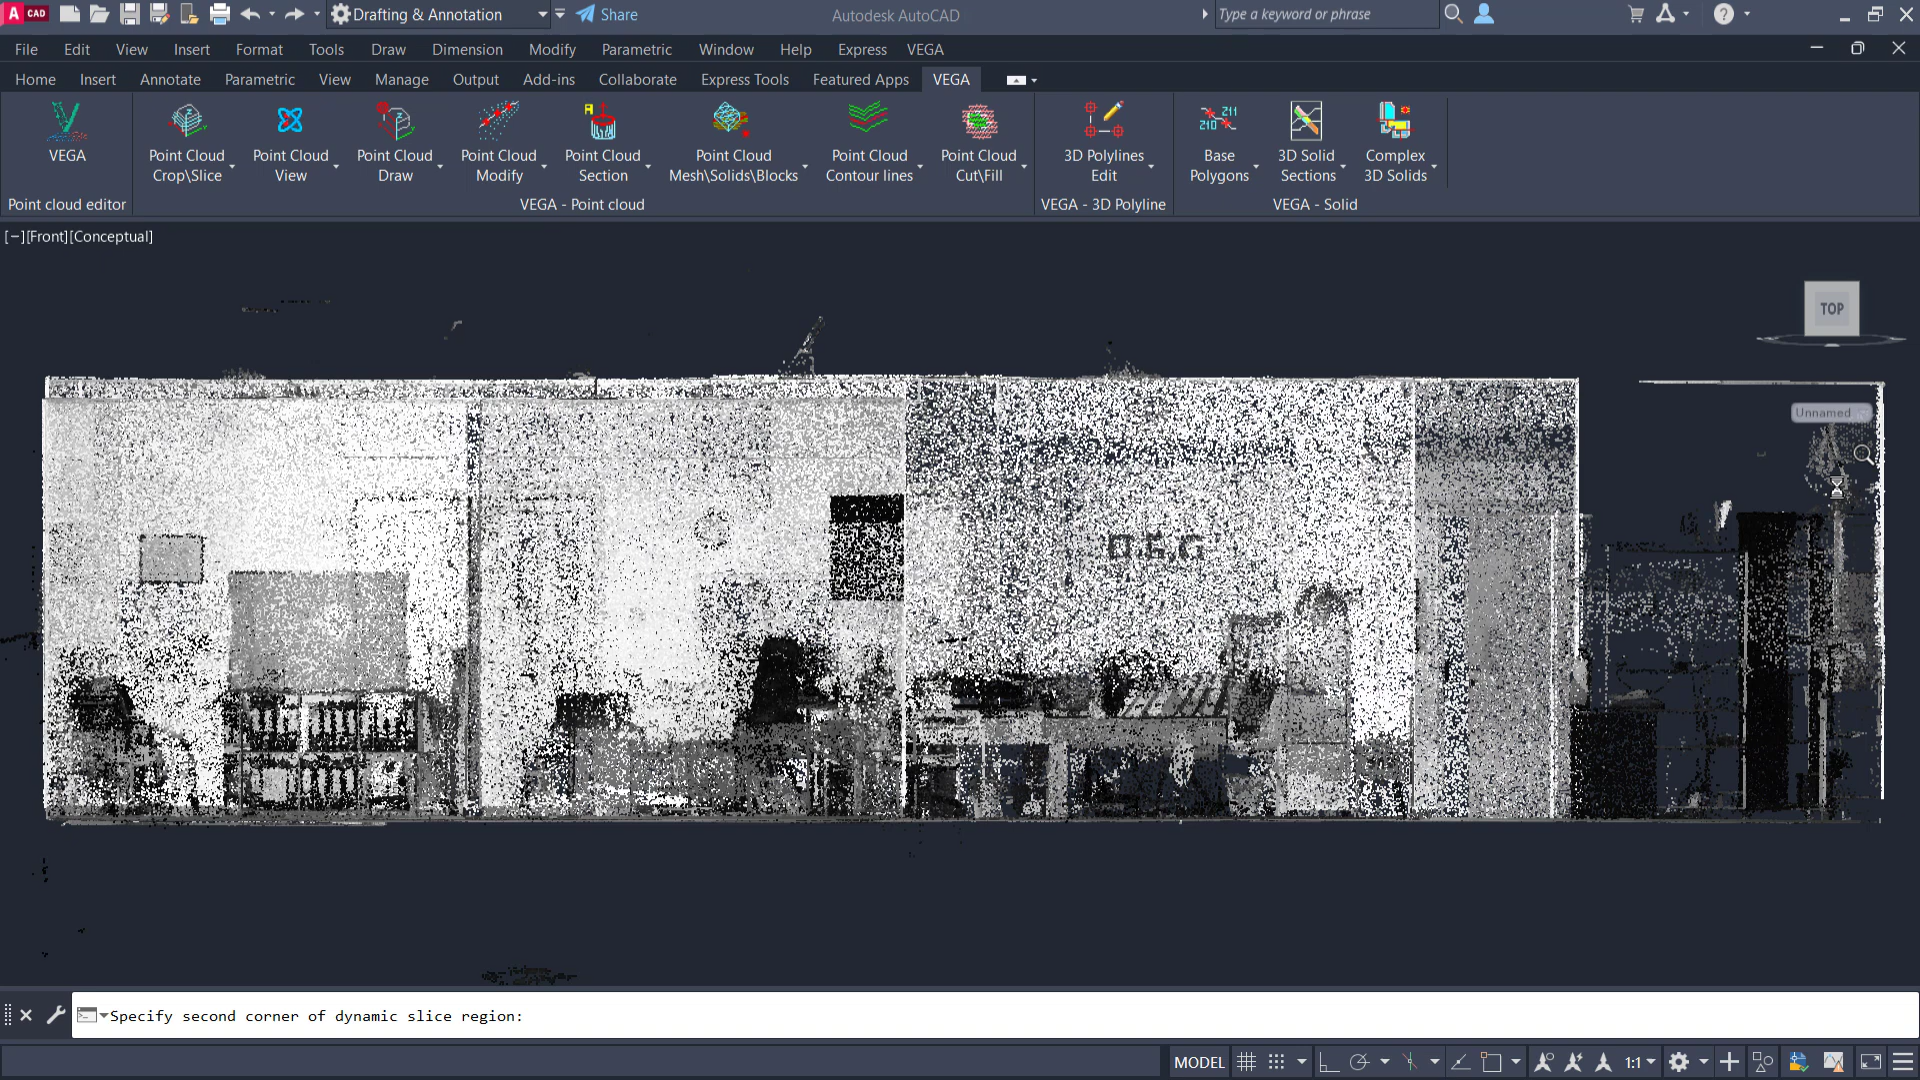 A CAD
Drafting & Annotation
Share
Autodesk AutoCAD
Type a keyword or phrase
File Edit View Insert Format Tools Draw Dimension Modify Parametric Window Help Express VEGA
Home Insert Annotate Parametric View Manage Output Add-ins Collaborate Express Tools Featured Apps VEGA
VEGA
Point Cloud
Crop\Slice
Point Cloud
View
Point Cloud
Draw
Point Cloud
Modify
Point Cloud
Section
Point Cloud
Mesh\Solids\Blocks
Point Cloud
Contour lines
Point Cloud
Cut\Fill
3D Polylines
Edit
Base
Polygons
3D Solid
Sections
Complex
3D Solids
Point cloud editor
VEGA - Point cloud
VEGA - 3D Polyline
VEGA - Solid
[−][Front][Conceptual]
TOP
Unnamed
Specify second corner of dynamic slice region:
MODEL
1:1